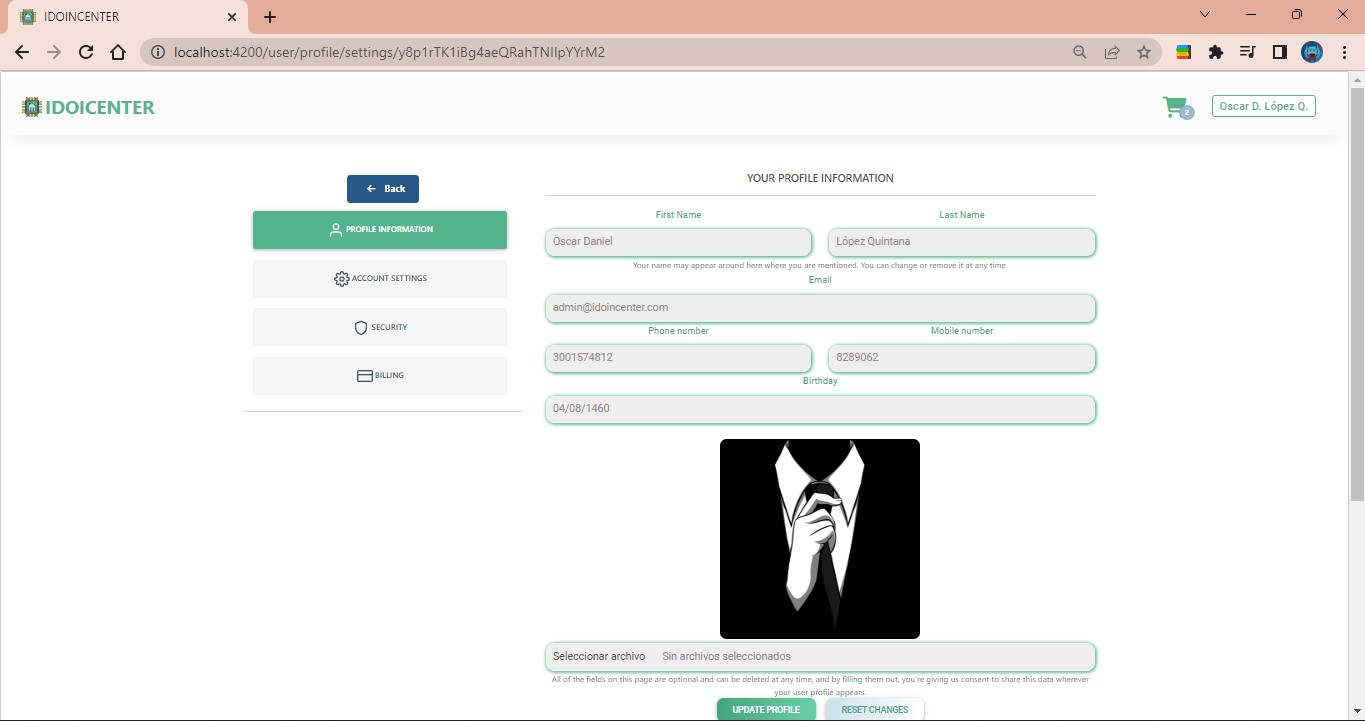 IDOINCENTER
localhost:4200/user/profile/settings/y8p1rTK1iBg4aeQRahTNIlpYYrM2
IDOICENTER
2
Oscar D. López Q.
Back
PROFILE INFORMATION
ACCOUNT SETTINGS
SECURITY
BILLING
YOUR PROFILE INFORMATION
First Name Last Name
Oscar Daniel López Quintana
Your name may appear around here where you are mentioned. You can change or remove it at any time.
Email
admin@idoincenter.com
Phone number Mobile number
3001574812 8289062
Birthday
04/08/1460
Seleccionar archivo Sin archivos seleccionados
All of the fields on this page are optional and can be deleted at any time, and by filling them out, you're giving us consent to share this data wherever
your user profile appears.
UPDATE PROFILE RESET CHANGES